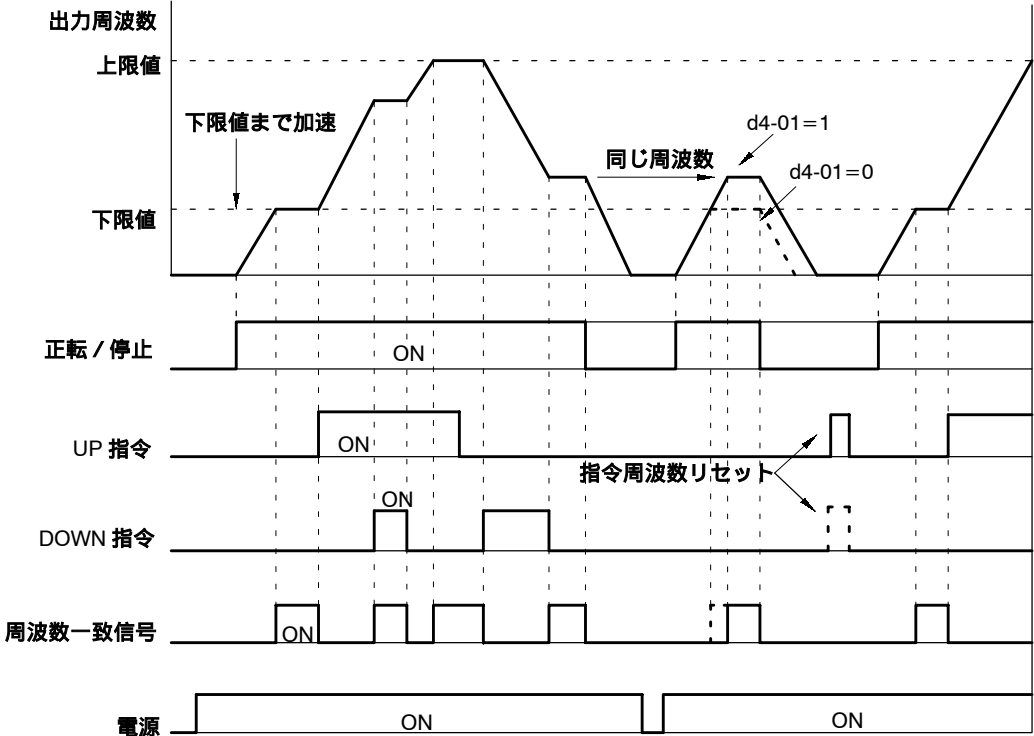 出力周波数
上限値
下限値まで加速
d4-01=1
同じ周波数
d4-01=0
下限値
正転 / 停止
ON
UP 指令
ON
指令周波数リセット
ON
DOWN 指令
周波数一致信号
ON
電源
ON
ON